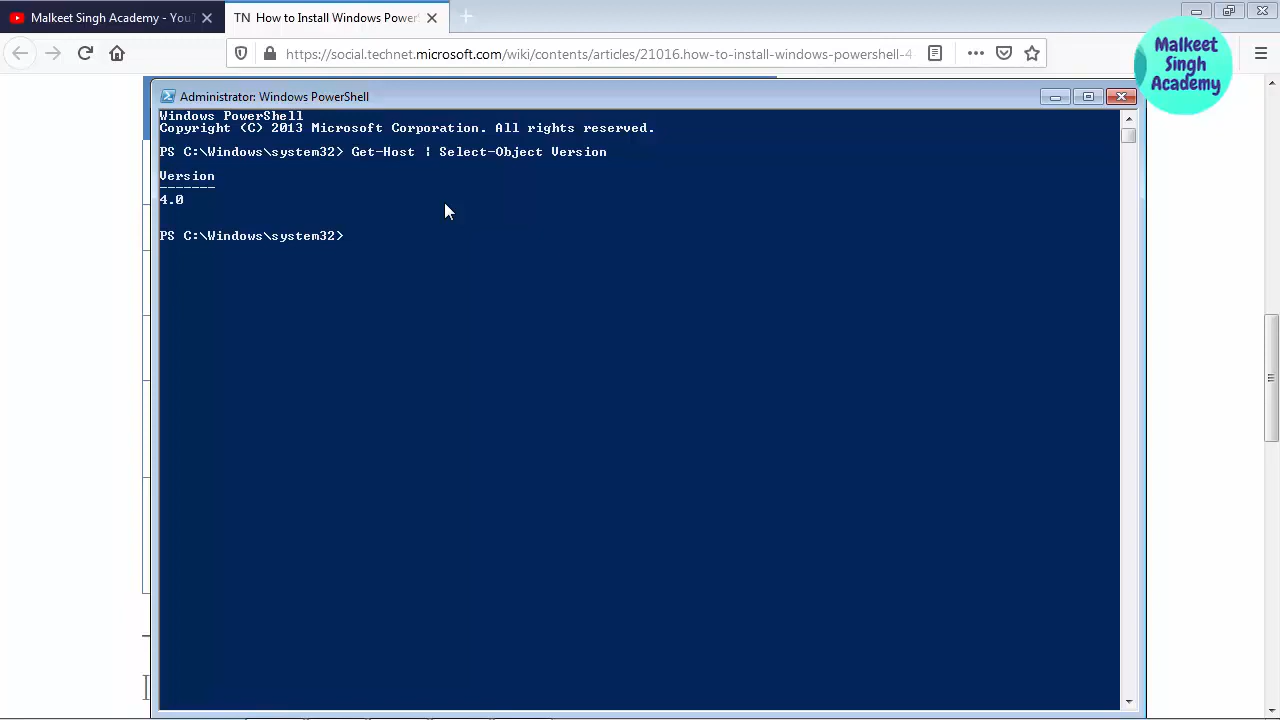 Malkeet Singh Academy - YouT
TN How to Install Windows PowerS
https://social.technet.microsoft.com/wiki/contents/articles/21016.how-to-install-windows-powershell-4
Malkeet
Singh
Academy
Administrator: Windows PowerShell
Windows PowerShell
Copyright (C) 2013 Microsoft Corporation. All rights reserved.
PS C:\Windows\system32> Get-Host | Select-Object Version
Version
-------
4.0
PS C:\Windows\system32>